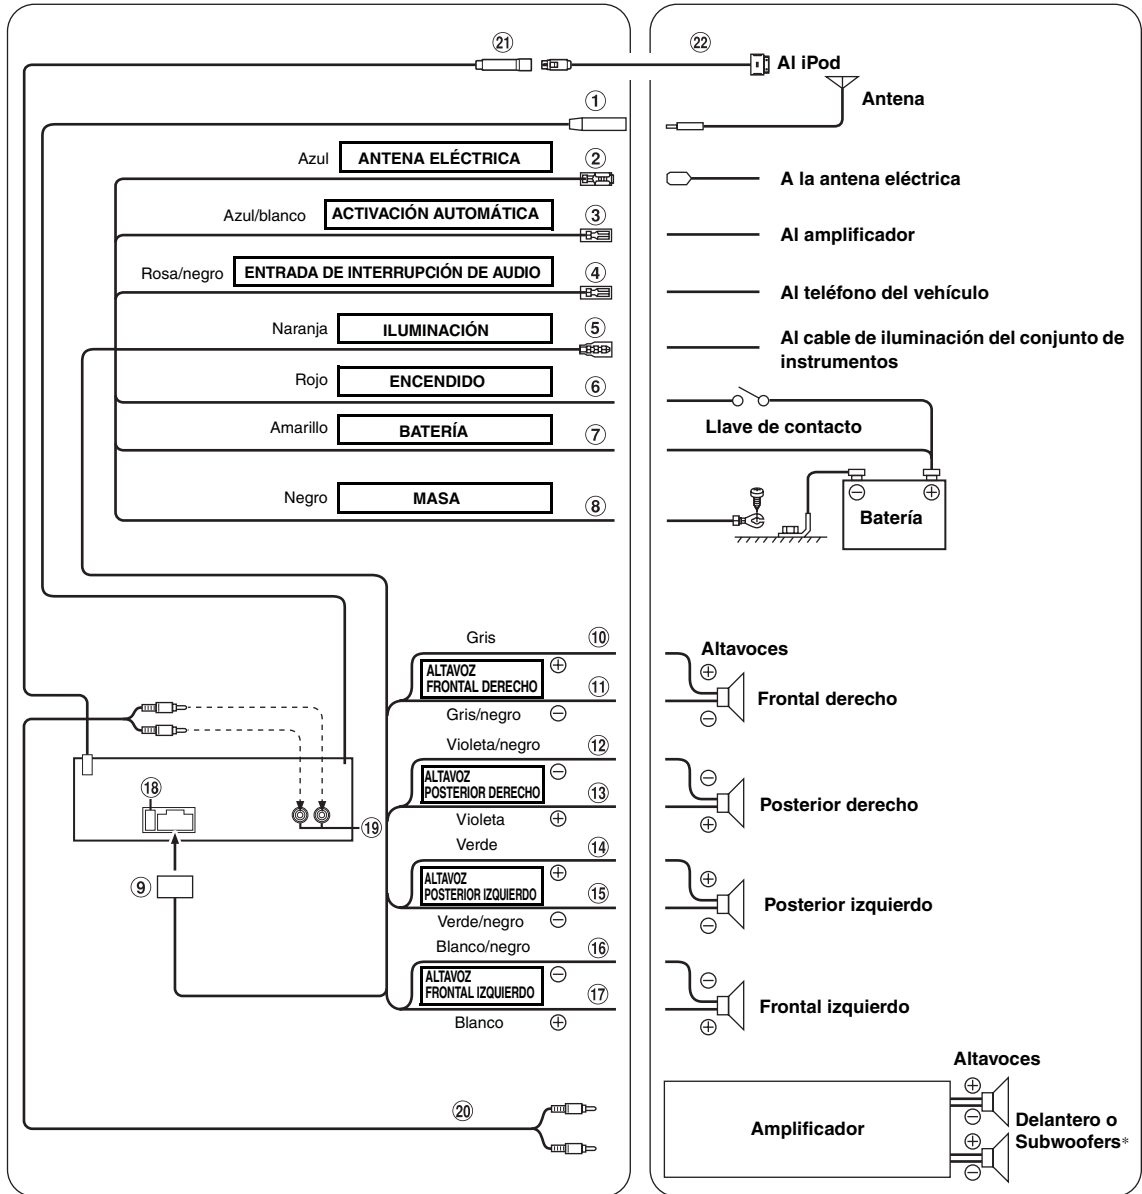 ㉑
㉒
Al iPod
Antena
①
Azul
ANTENA ELÉCTRICA
②
A la antena eléctrica
Azul/blanco
ACTIVACIÓN AUTOMÁTICA
③
Al amplificador
Rosa/negro
ENTRADA DE INTERRUPCIÓN DE AUDIO
④
Al teléfono del vehículo
Naranja
ILUMINACIÓN
⑤
Al cable de iluminación del conjunto de
instrumentos
Rojo
ENCENDIDO
⑥
Llave de contacto
Amarillo
BATERÍA
⑦
Negro
MASA
⑧
⊖
⊕
Batería
Gris
⑩
ALTAVOZ
FRONTAL DERECHO
⊕
⑪
Gris/negro
⊖
Altavoces
⊕
Frontal derecho
⊖
Violeta/negro
⑫
ALTAVOZ
POSTERIOR DERECHO
⊖
⑬
Violeta
⊕
⊖
Posterior derecho
⊕
⑱
⑲
⑨
Verde
⑭
ALTAVOZ
POSTERIOR IZQUIERDO
⊕
⑮
Verde/negro
⊖
⊕
Posterior izquierdo
⊖
Blanco/negro
⑯
ALTAVOZ
FRONTAL IZQUIERDO
⊖
⑰
Blanco
⊕
⊖
Frontal izquierdo
⊕
⑳
Amplificador
Altavoces
⊕
⊖
Delantero o
Subwoofers*
⊕
⊖